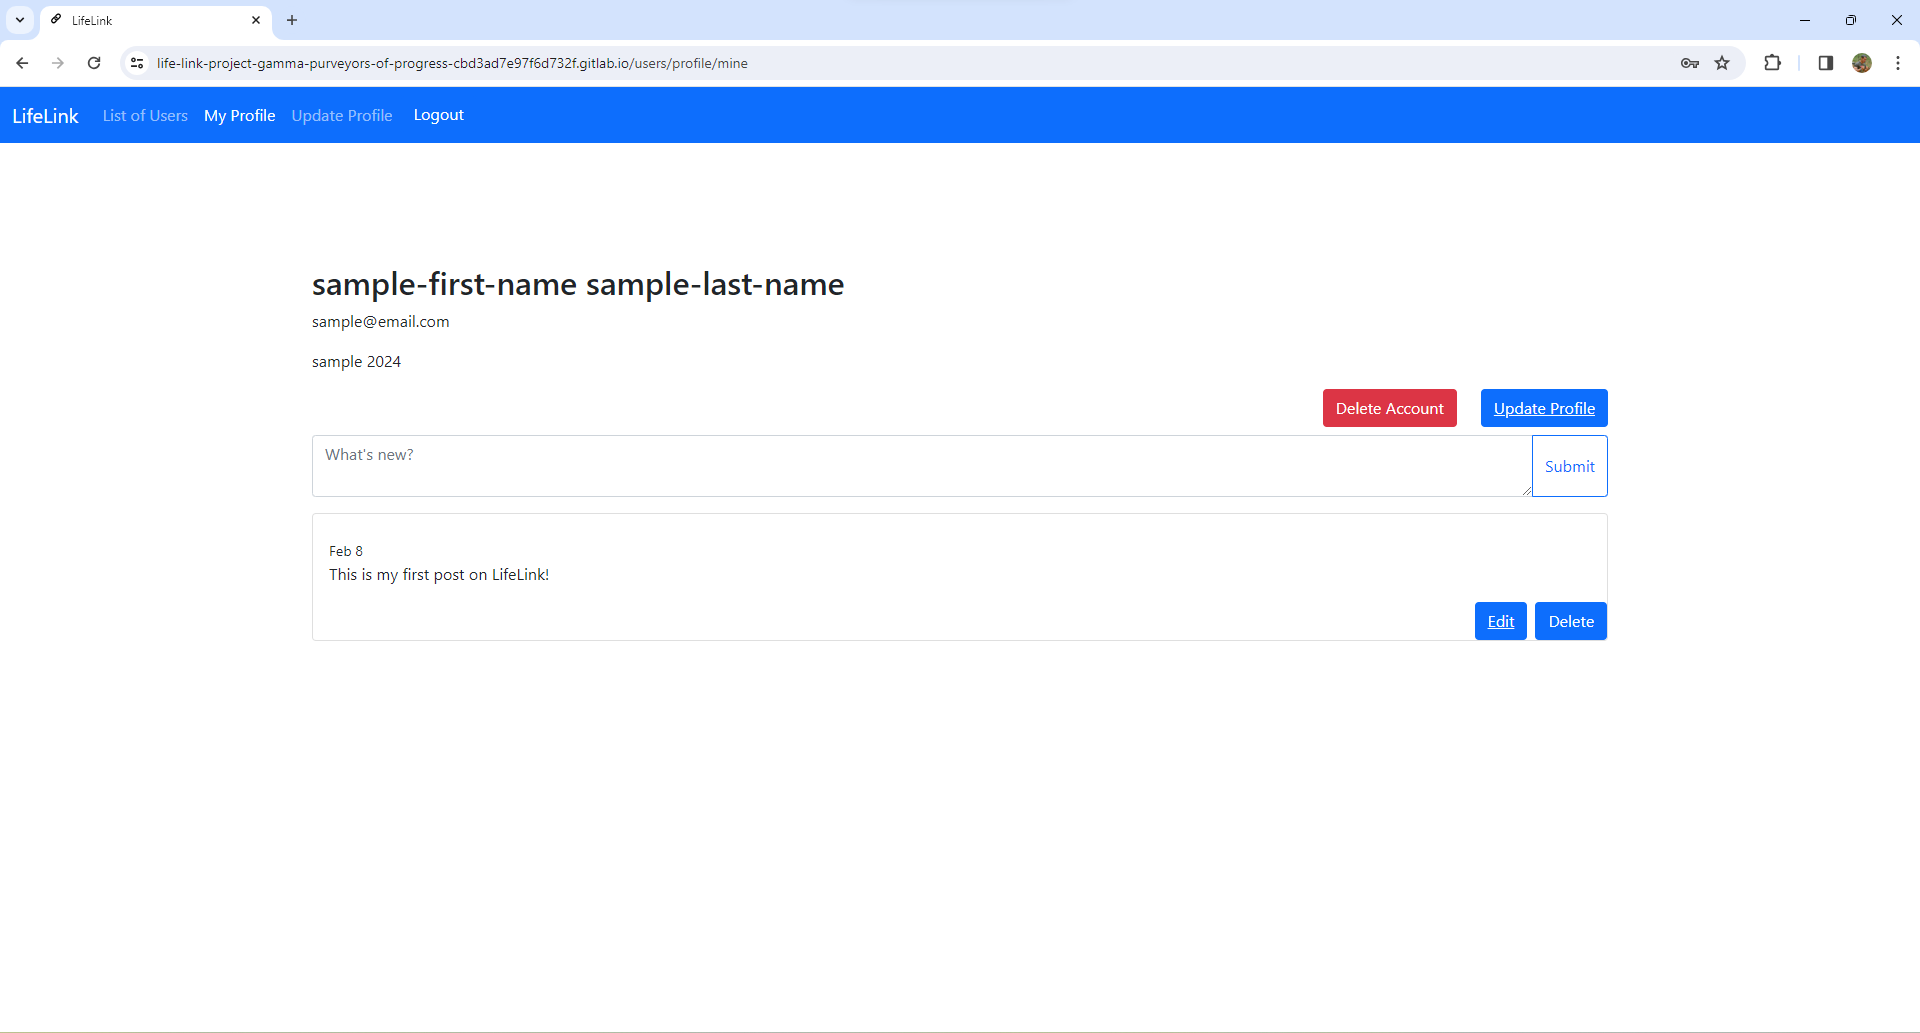 LifeLink
life-link-project-gamma-purveyors-of-progress-cbd3ad7e97f6d732f.gitlab.io/users/profile/mine
LifeLink List of Users My Profile Update Profile Logout
sample-first-name sample-last-name
sample@email.com
sample 2024
Delete Account Update Profile
What's new? Submit
Feb 8
This is my first post on LifeLink!
Edit Delete